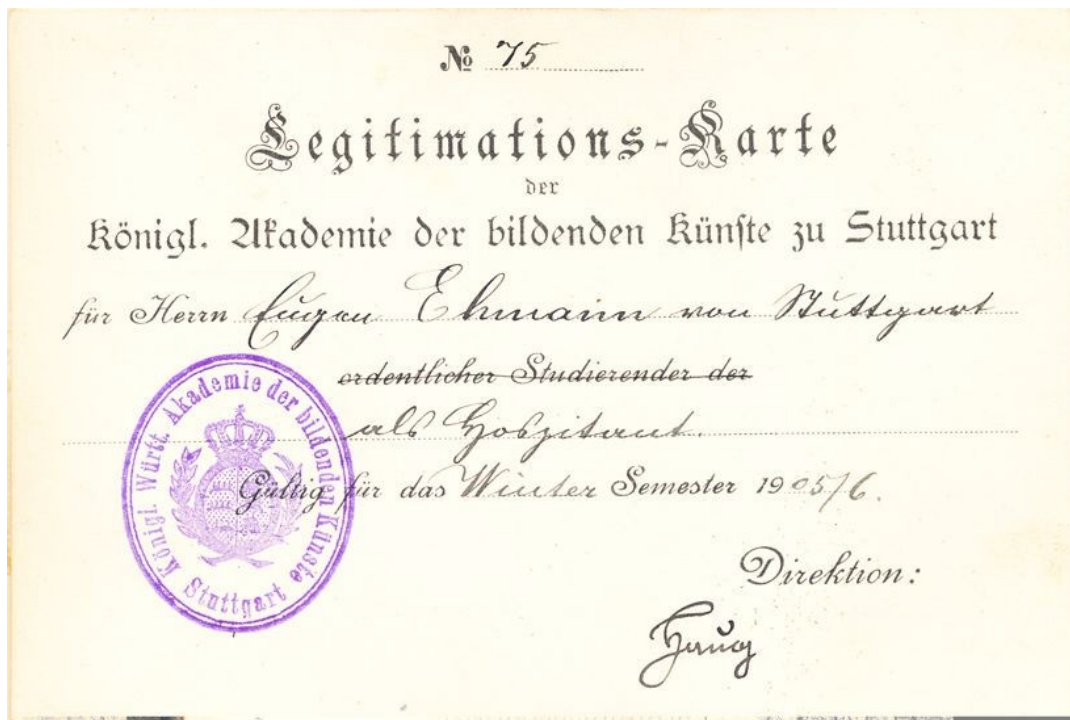 № 75
Legitimations-Karte
der
Königl. Akademie der bildenden Künste zu Stuttgart
für Herrn Eugen Ehmann von Stuttgart
ordentlicher Studierender der
als Hospitant.
Gültig für das Winter Semester 1905/6.
Königl. Württ. Akademie der bildenden Künste Stuttgart
Direktion:
Haug